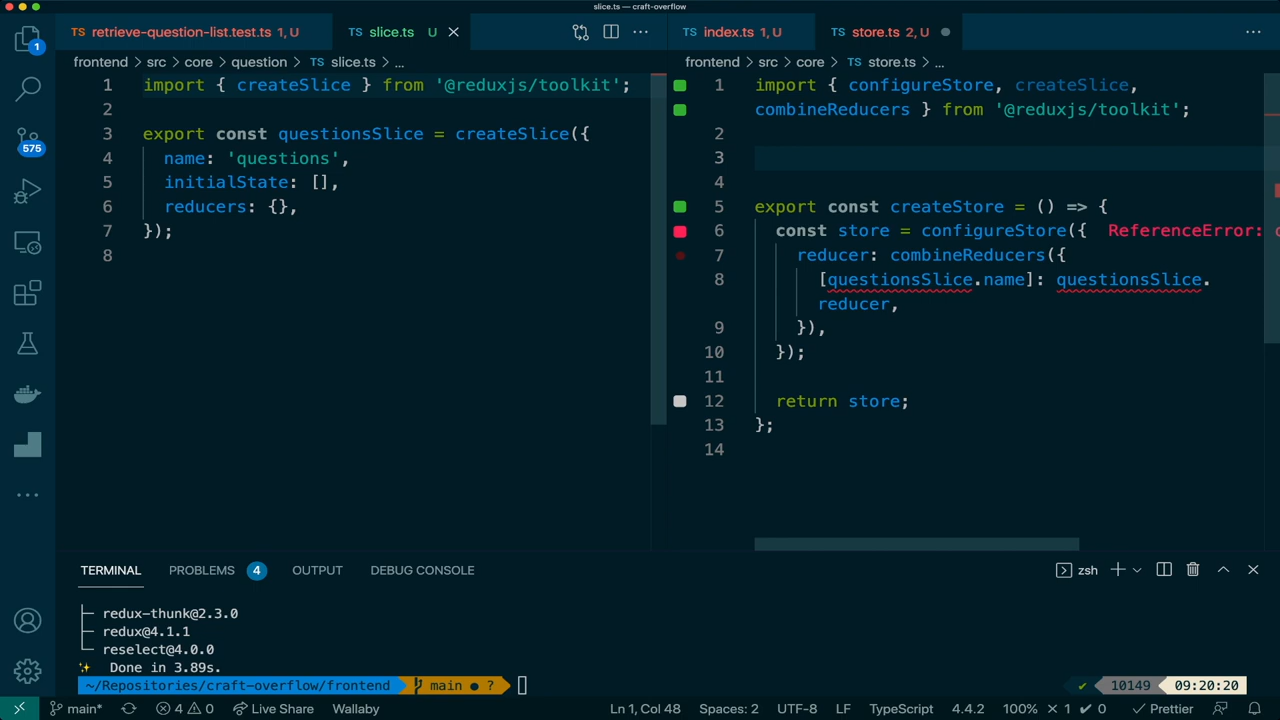 slice.ts — craft-overflow
TS retrieve-question-list.test.ts 1, U
TS slice.ts U
TS index.ts 1, U
TS store.ts 2, U
frontend > src > core > question > TS slice.ts > ...
frontend > src > core > TS store.ts > ...
1
575
1 import { createSlice } from '@reduxjs/toolkit';
2
3 export const questionsSlice = createSlice({
4 name: 'questions',
5 initialState: [],
6 reducers: {},
7 });
8
1 import { configureStore, createSlice,
combineReducers } from '@reduxjs/toolkit';
2
3
4
5 export const createStore = () => {
6 const store = configureStore({ ReferenceError:
7 reducer: combineReducers({
8 [questionsSlice.name]: questionsSlice.
reducer,
9 }),
10 });
11
12 return store;
13 };
14
TERMINAL PROBLEMS 4 OUTPUT DEBUG CONSOLE
zsh
├─ redux-thunk@2.3.0
├─ redux@4.1.1
└─ reselect@4.0.0
✨ Done in 3.89s.
~/Repositories/craft-overflow/frontend main ● ?
✔ 10149 09:20:20
main* 4 0 Live Share Wallaby
Ln 1, Col 48 Spaces: 2 UTF-8 LF TypeScript 4.4.2 100% × 1 ✔ 0 ✓ Prettier